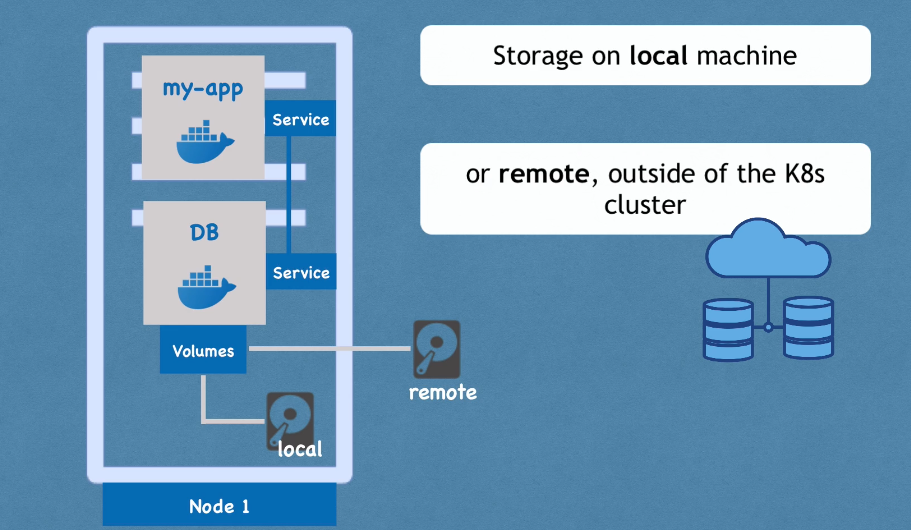 my-app
Service
DB
Service
Volumes
remote
local
Node 1
Storage on local machine
or remote, outside of the K8s
cluster